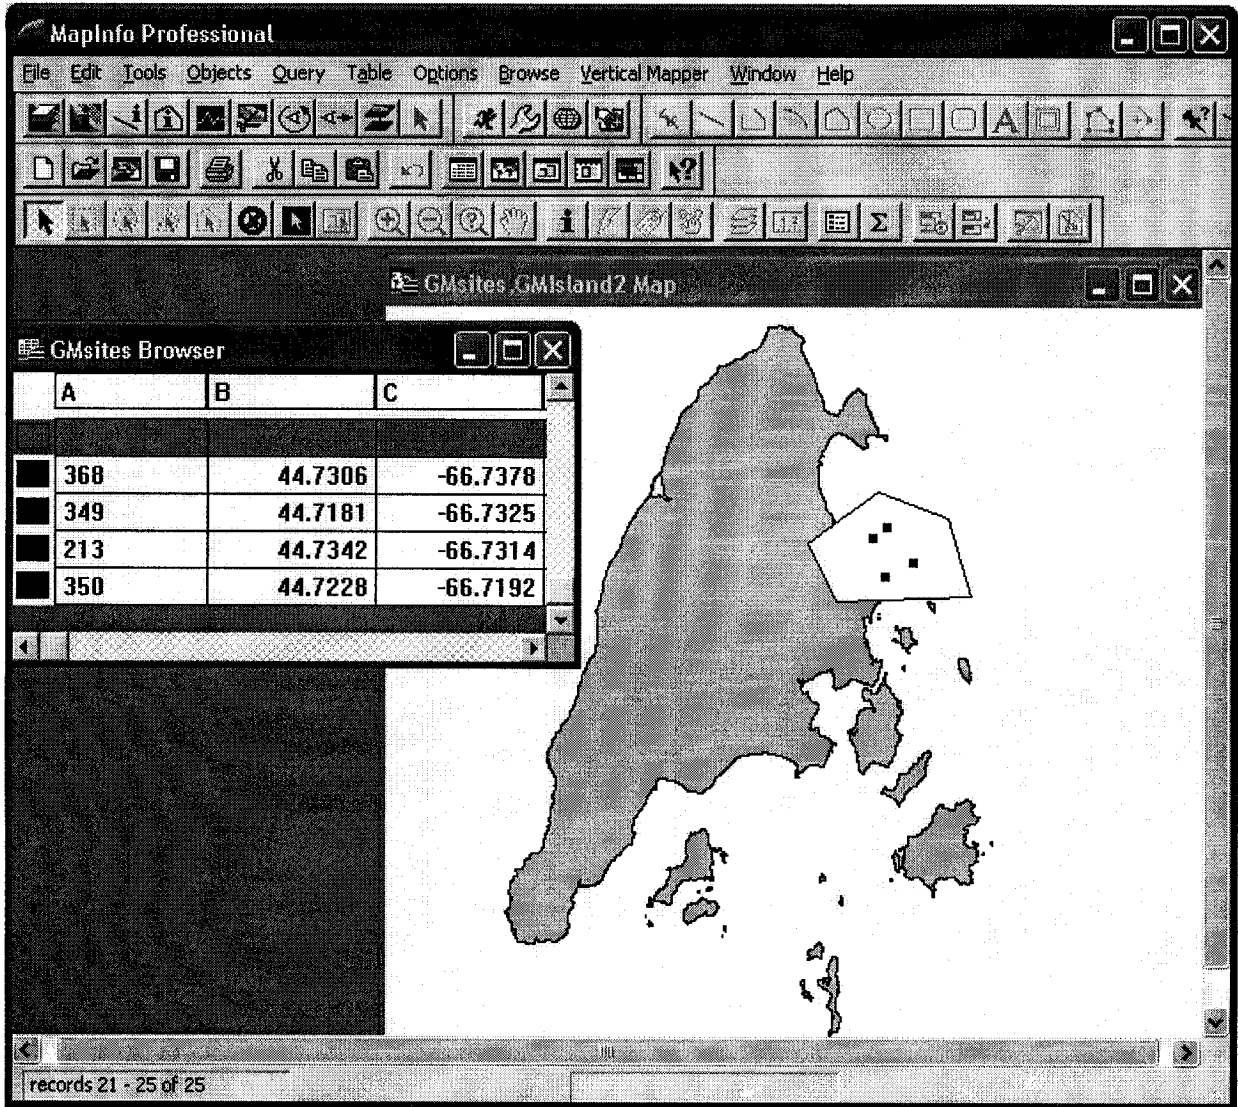 MapInfo Professional
File Edit Tools Objects Query Table Options Browse Vertical Mapper Window Help
GMsites,GMIsland2 Map
GMsites Browser
A B C
368 44.7306 -66.7378
349 44.7181 -66.7325
213 44.7342 -66.7314
350 44.7228 -66.7192
records 21 - 25 of 25